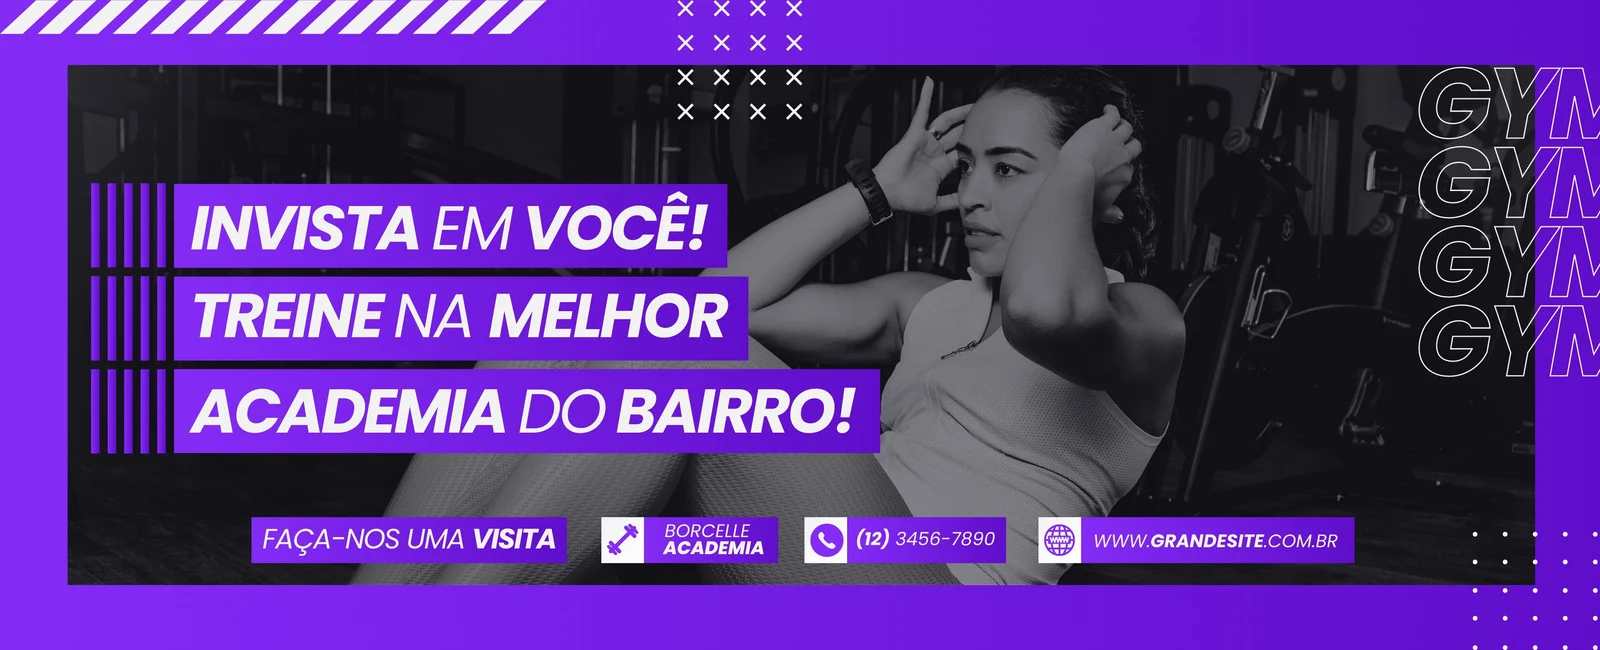 INVISTA EM VOCÊ!
TREINE NA MELHOR
ACADEMIA DO BAIRRO!
GYM
GYM
GYM
GYM
FAÇA-NOS UMA VISITA
BORCELLE
ACADEMIA
(12) 3456-7890
WWW.GRANDESITE.COM.BR